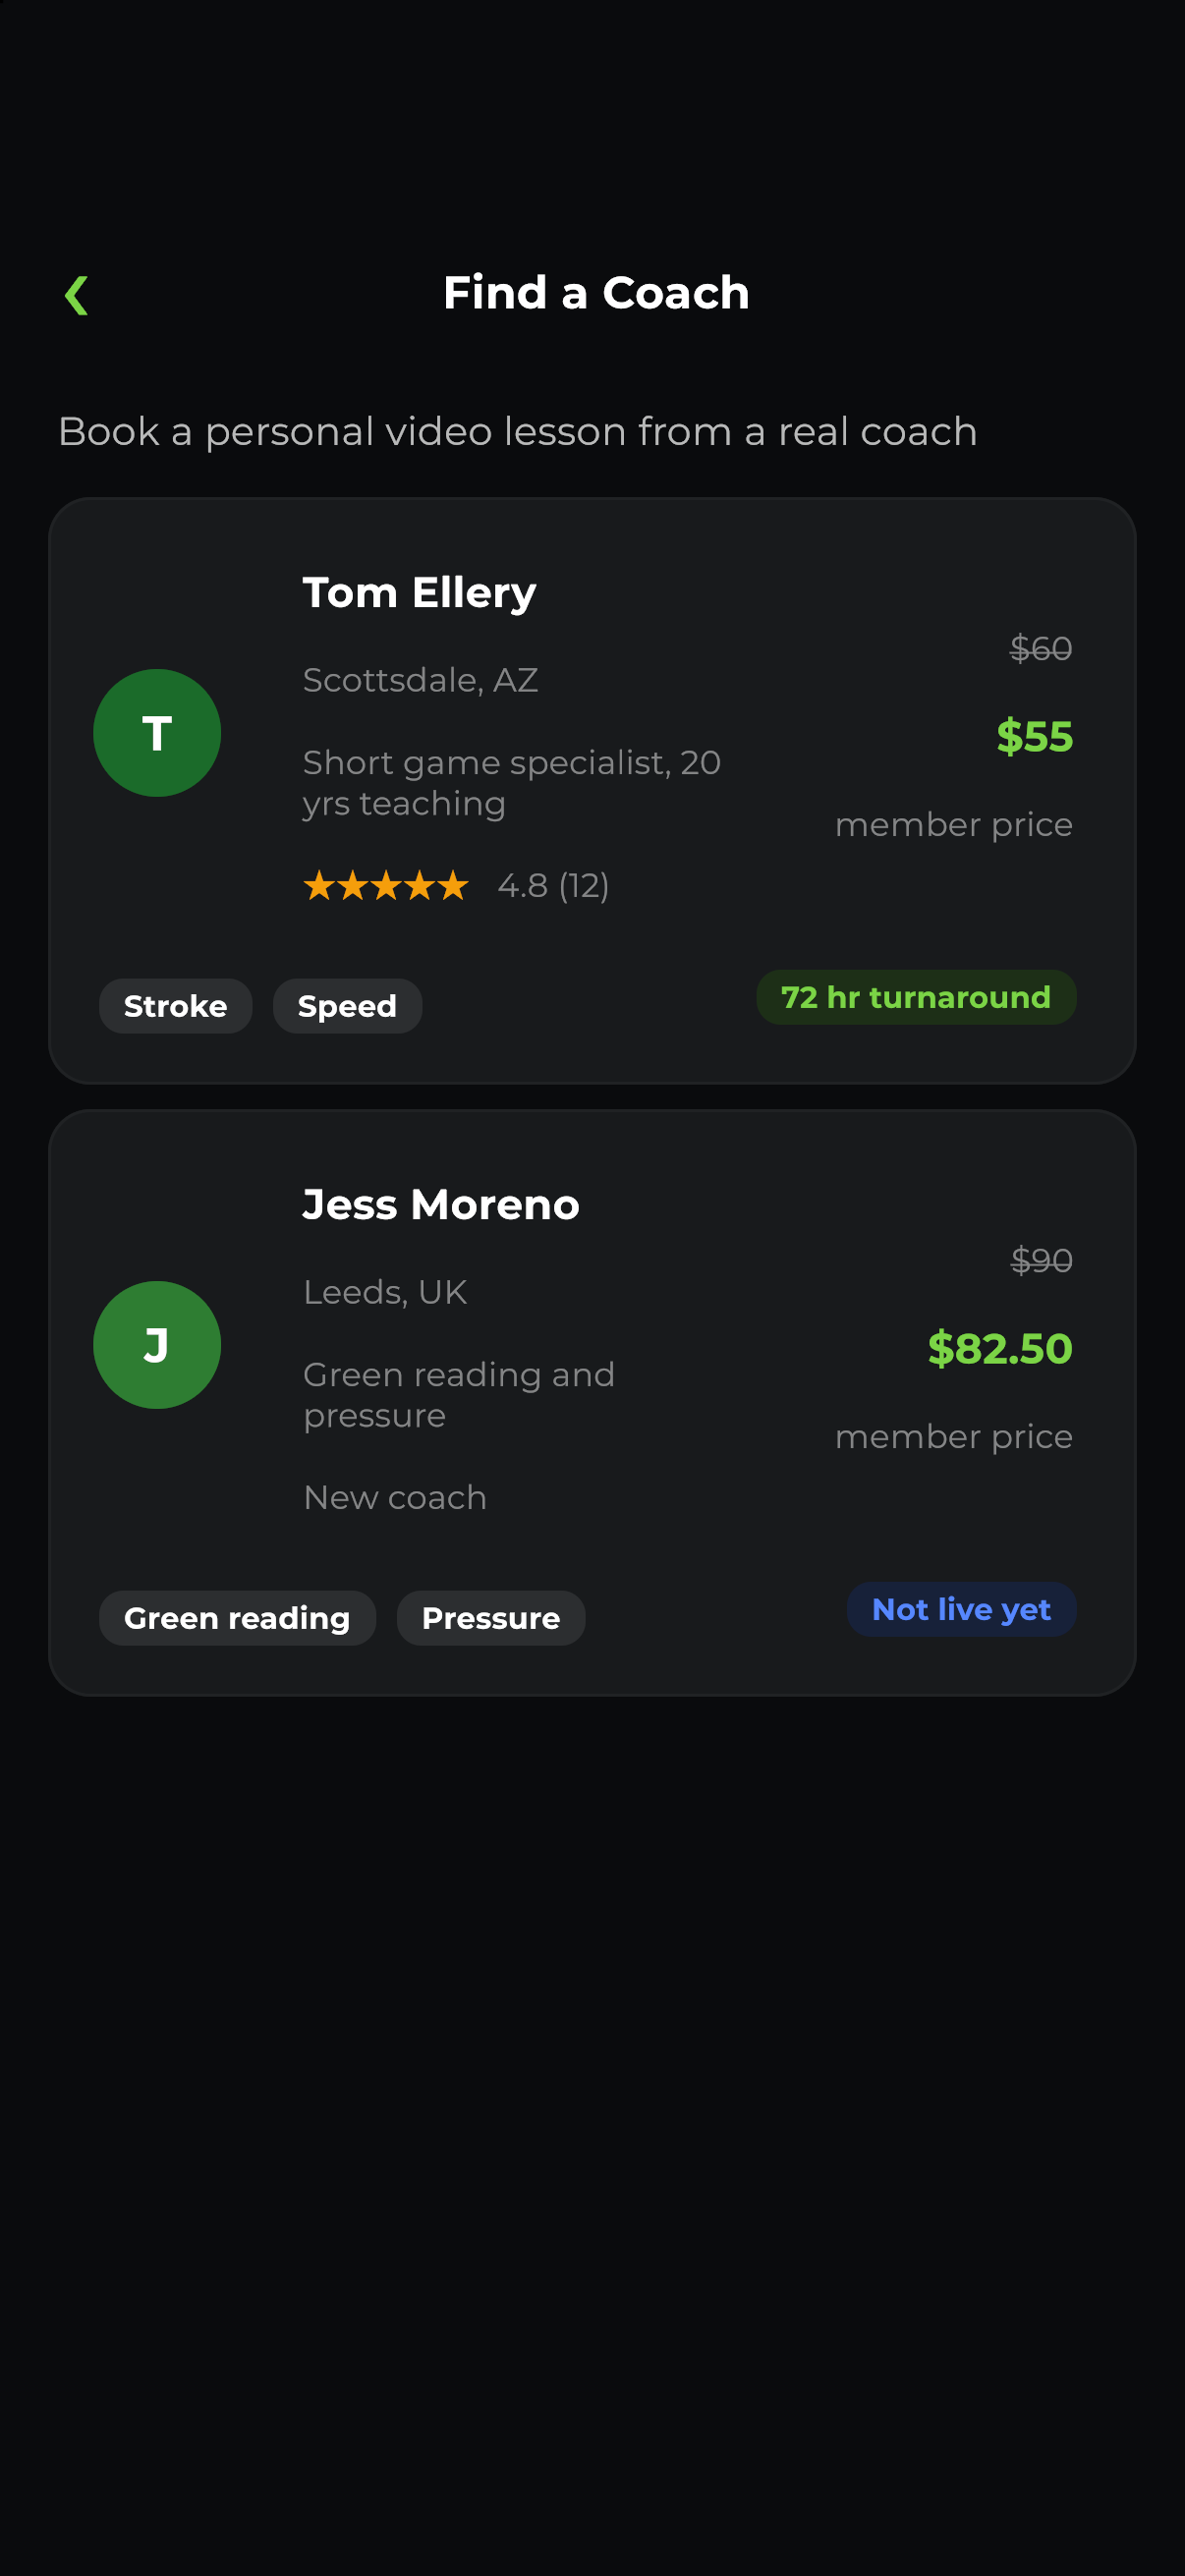 Find a Coach
Book a personal video lesson from a real coach
Tom Ellery
Scottsdale, AZ
Short game specialist, 20
yrs teaching
★★★★★ 4.8 (12)
$60
$55
member price
T
Stroke
Speed
72 hr turnaround
Jess Moreno
Leeds, UK
Green reading and
pressure
New coach
$90
$82.50
member price
J
Green reading
Pressure
Not live yet